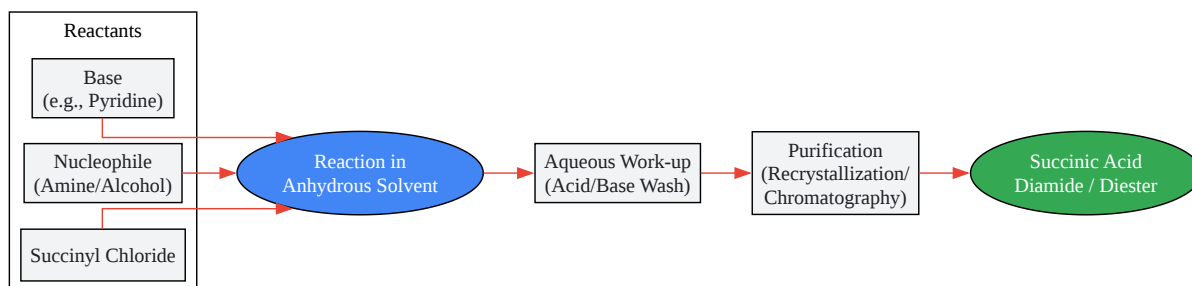 Reactants
Base
(e.g., Pyridine)
Nucleophile
(Amine/Alcohol)
Succinyl Chloride
Reaction in
Anhydrous Solvent
Aqueous Work-up
(Acid/Base Wash)
Purification
(Recrystallization/
Chromatography)
Succinic Acid
Diamide / Diester